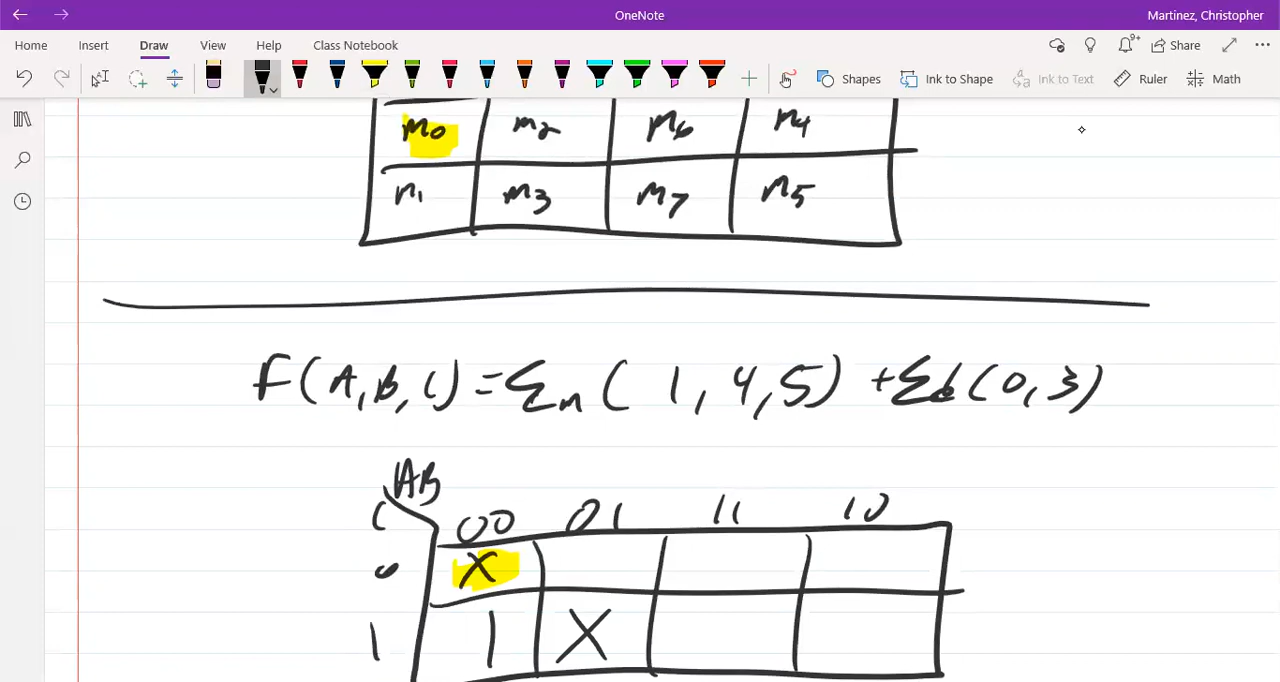 OneNote
Martínez, Christopher
Home Insert Draw View Help Class Notebook
Share
Shapes Ink to Shape Ink to Text Ruler Math
m0 m2 m6 m4
m1 m3 m7 m5
F(A,B,C) = Σm(1,4,5) + Σd(0,3)
AB
C 00 01 11 10
0 X
1 1 X